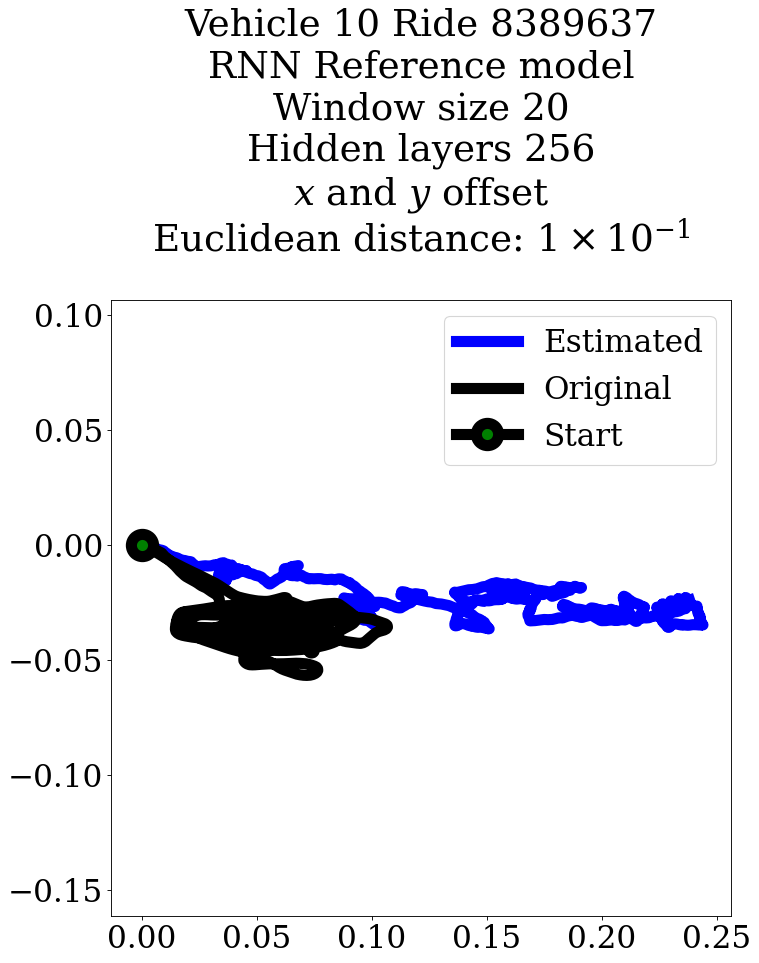 Vehicle 10 Ride 8389637
RNN Reference model
Window size 20
Hidden layers 256
x and y offset
Euclidean distance: 1 × 10⁻¹
Estimated
Original
Start
0.10
0.05
0.00
−0.05
−0.10
−0.15
0.00 0.05 0.10 0.15 0.20 0.25